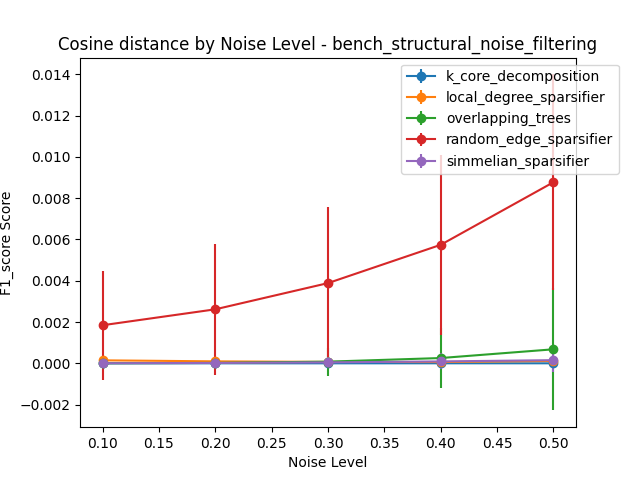 Cosine distance by Noise Level - bench_structural_noise_filtering
F1_score Score
0.014
0.012
0.010
0.008
0.006
0.004
0.002
0.000
−0.002
k_core_decomposition
local_degree_sparsifier
overlapping_trees
random_edge_sparsifier
simmelian_sparsifier
0.10 0.15 0.20 0.25 0.30 0.35 0.40 0.45 0.50
Noise Level